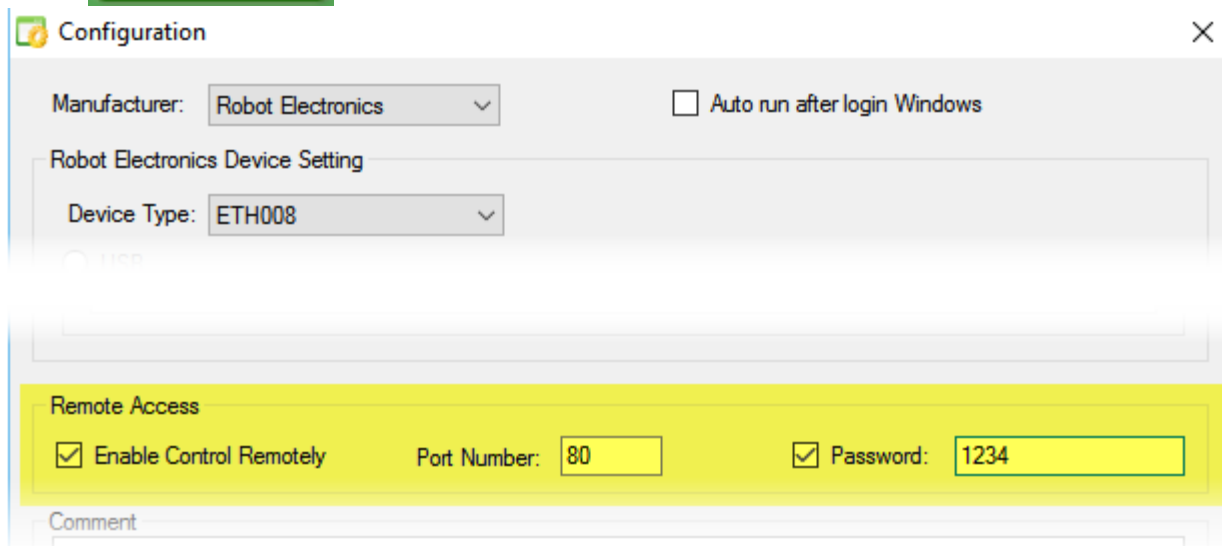 Configuration
Manufacturer: Robot Electronics Auto run after login Windows
Robot Electronics Device Setting
Device Type: ETH008
USB
Remote Access
Enable Control Remotely Port Number: 80 Password: 1234
Comment